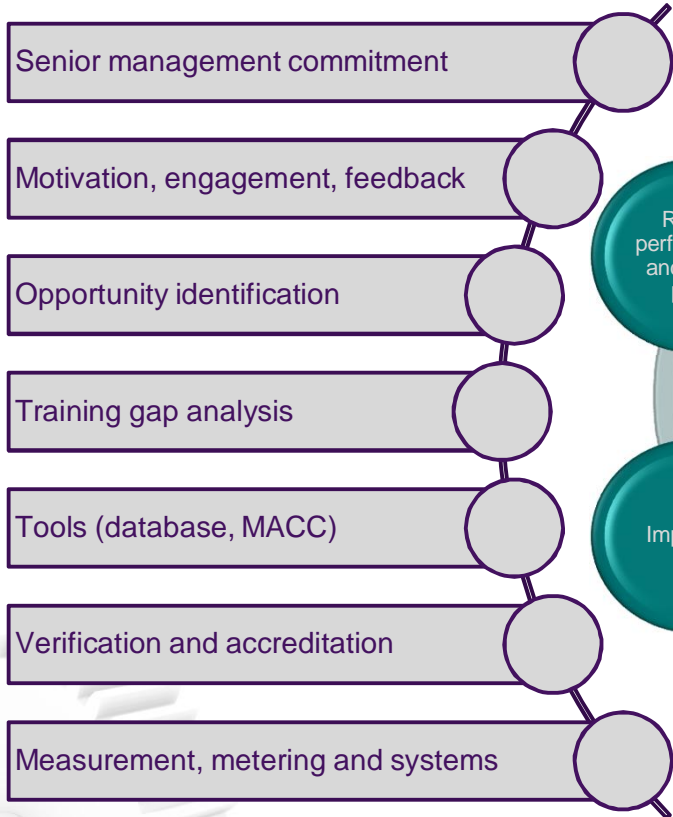 Senior management commitment
Motivation, engagement, feedback
Opportunity identification
Training gap analysis
Tools (database, MACC)
Verification and accreditation
Measurement, metering and systems